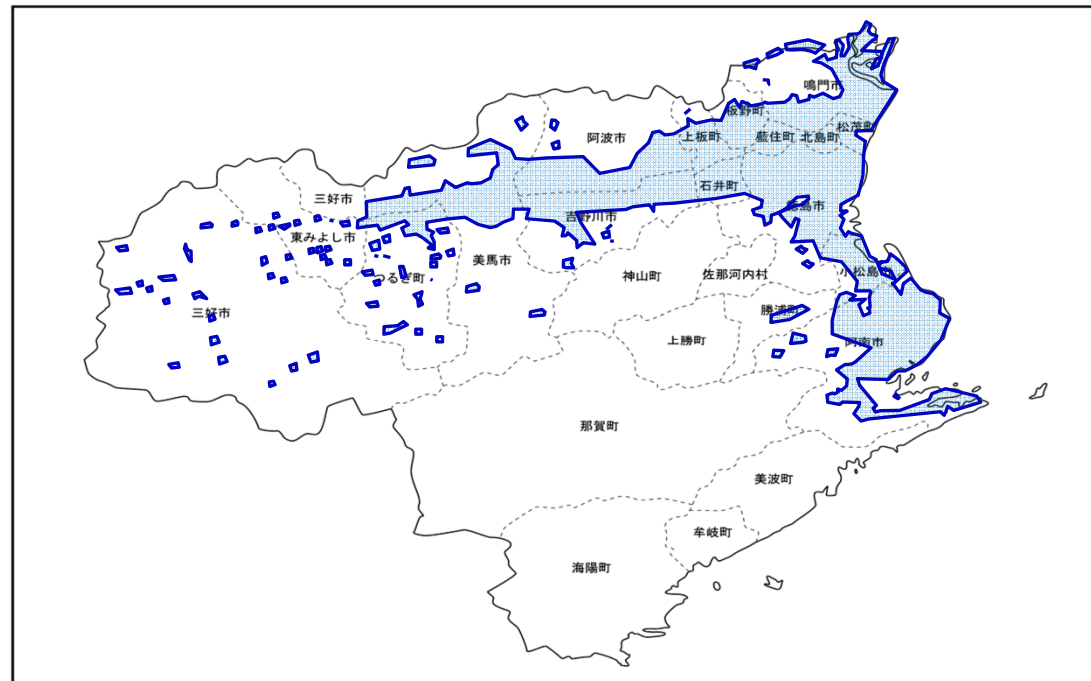 鳴門市
板野町
松茂町
阿波市
上板町
藍住町
北島町
石井町
三好市
徳島市
吉野川市
東みよし市
美馬市
つるぎ町
神山町
佐那河内村
小松島市
三好市
勝浦町
上勝町
阿南市
那賀町
美波町
牟岐町
海陽町